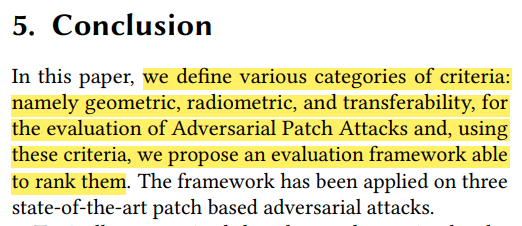 5. Conclusion
In this paper, we define various categories of criteria:
namely geometric, radiometric, and transferability, for
the evaluation of Adversarial Patch Attacks and, using
these criteria, we propose an evaluation framework able
to rank them. The framework has been applied on three
state-of-the-art patch based adversarial attacks.